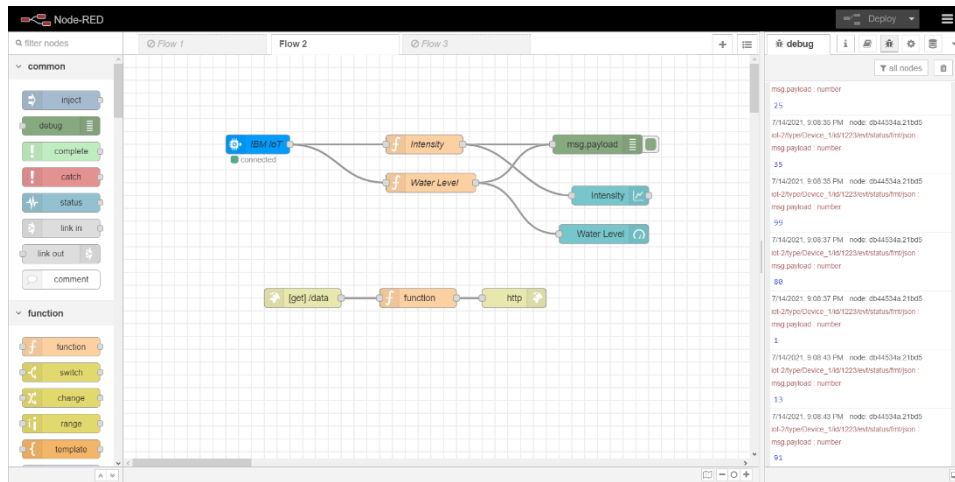 Node-RED
Deploy
filter nodes
Flow 1
Flow 2
Flow 3
debug
i
all nodes
common
inject
debug
complete
catch
status
link in
link out
comment
function
function
switch
change
range
template
IBM IoT
connected
Intensity
Water Level
msg.payload
Intensity
Water Level
[get] /data
function
http
msg.payload : number
25
7/14/2021, 9:08:35 PM node: db44534a.21bd5
iot-2/type/Device_1/id/1223/evt/status/fmt/json :
msg.payload : number
35
7/14/2021, 9:08:35 PM node: db44534a.21bd5
iot-2/type/Device_1/id/1223/evt/status/fmt/json :
msg.payload : number
99
7/14/2021, 9:08:37 PM node: db44534a.21bd5
iot-2/type/Device_1/id/1223/evt/status/fmt/json :
msg.payload : number
80
7/14/2021, 9:08:37 PM node: db44534a.21bd5
iot-2/type/Device_1/id/1223/evt/status/fmt/json :
msg.payload : number
1
7/14/2021, 9:08:43 PM node: db44534a.21bd5
iot-2/type/Device_1/id/1223/evt/status/fmt/json :
msg.payload : number
13
7/14/2021, 9:08:43 PM node: db44534a.21bd5
iot-2/type/Device_1/id/1223/evt/status/fmt/json :
msg.payload : number
91